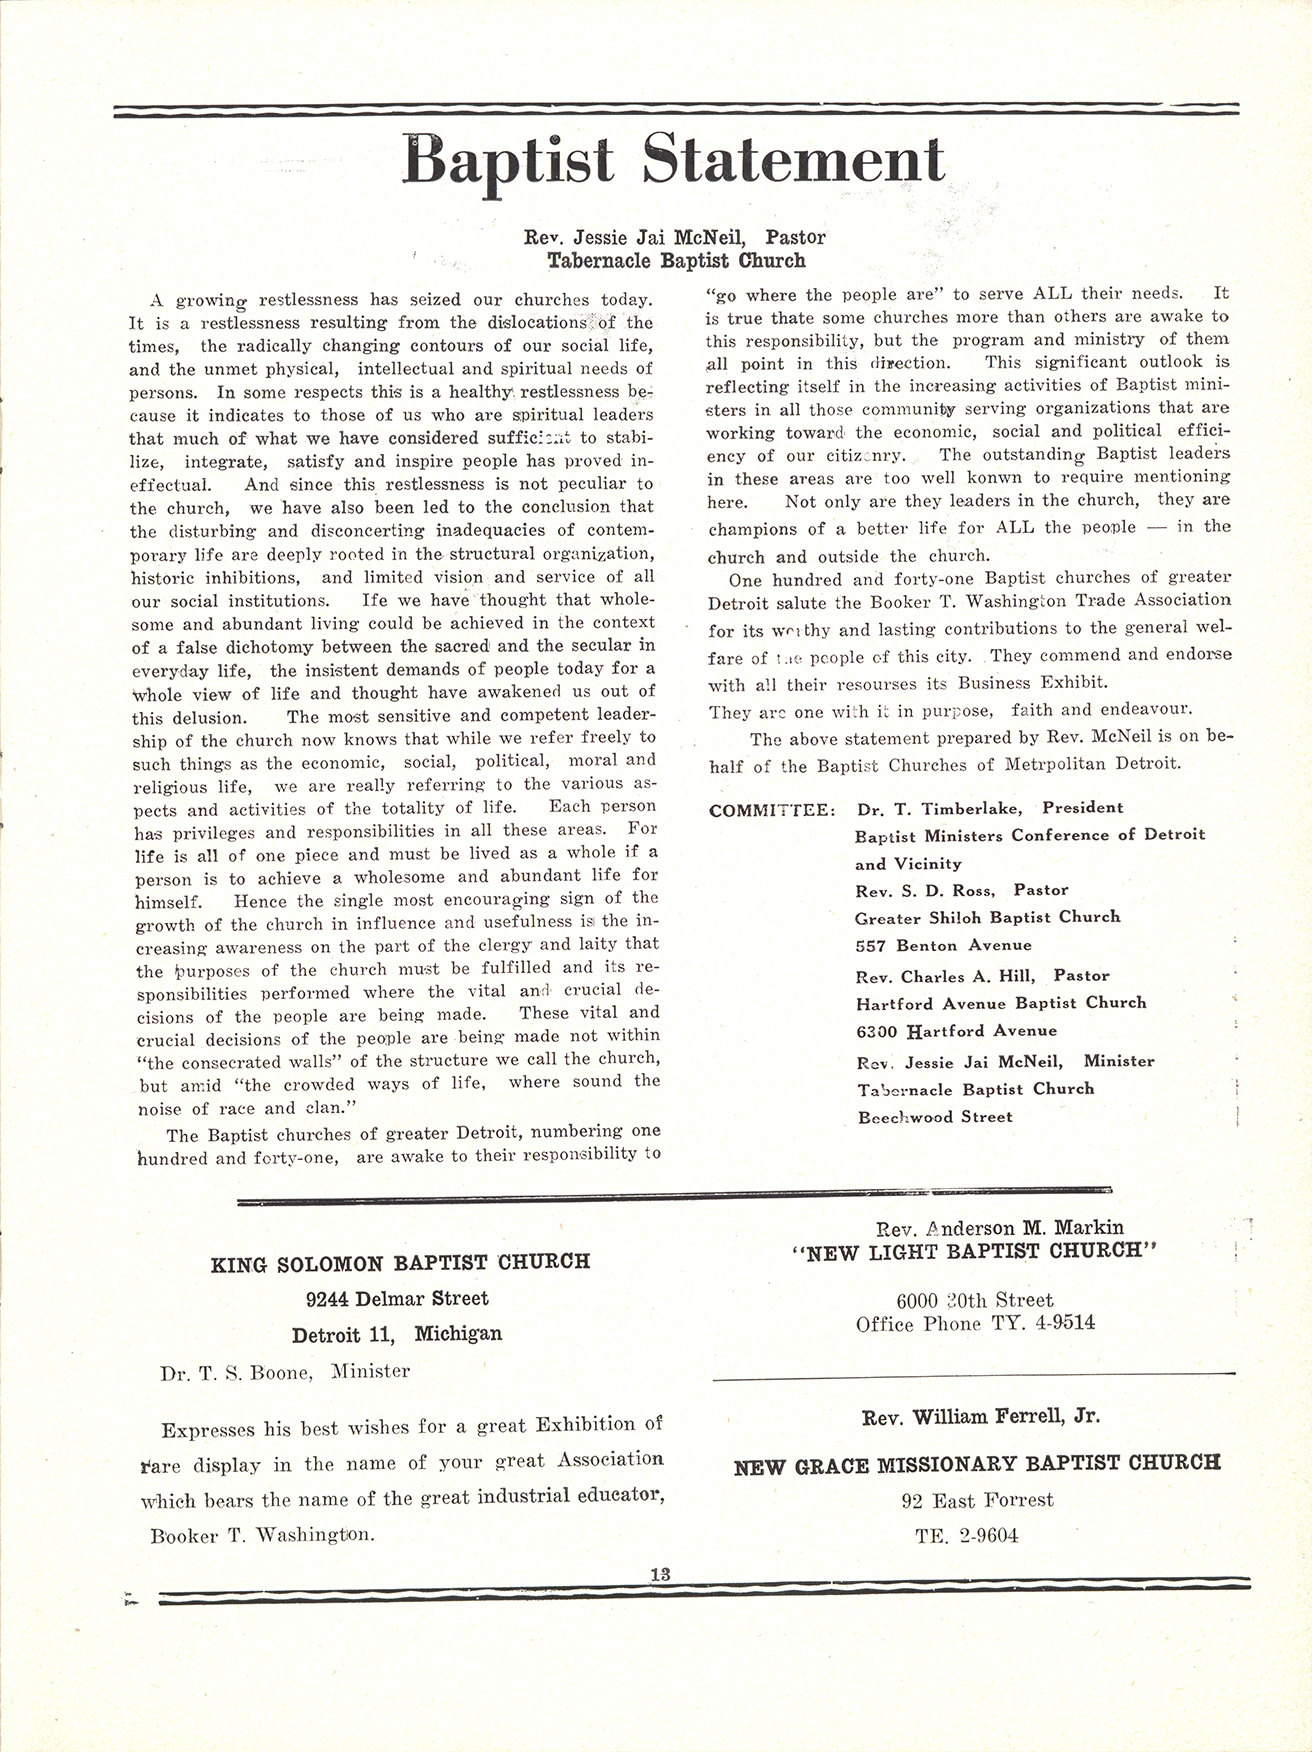 Baptist Statement
Rev. Jessie Jai McNeil, Pastor
Tabernacle Baptist Church
A growing restlessness has seized our churches today.
It is a restlessness resulting from the dislocations of the
times, the radically changing contours of our social life,
and the unmet physical, intellectual and spiritual needs of
persons. In some respects this is a healthy restlessness be-
cause it indicates to those of us who are spiritual leaders
that much of what we have considered sufficient to stabi-
lize, integrate, satisfy and inspire people has proved in-
effectual. And since this restlessness is not peculiar to
the church, we have also been led to the conclusion that
the disturbing and disconcerting inadequacies of contem-
porary life are deeply rooted in the structural organization,
historic inhibitions, and limited vision and service of all
our social institutions. Ife we have thought that whole-
some and abundant living could be achieved in the context
of a false dichotomy between the sacred and the secular in
everyday life, the insistent demands of people today for a
whole view of life and thought have awakened us out of
this delusion. The most sensitive and competent leader-
ship of the church now knows that while we refer freely to
such things as the economic, social, political, moral and
religious life, we are really referring to the various as-
pects and activities of the totality of life. Each person
has privileges and responsibilities in all these areas. For
life is all of one piece and must be lived as a whole if a
person is to achieve a wholesome and abundant life for
himself. Hence the single most encouraging sign of the
growth of the church in influence and usefulness is the in-
creasing awareness on the part of the clergy and laity that
the purposes of the church must be fulfilled and its re-
sponsibilities performed where the vital and crucial de-
cisions of the people are being made. These vital and
crucial decisions of the people are being made not within
“the consecrated walls” of the structure we call the church,
but amid “the crowded ways of life, where sound the
noise of race and clan.”
The Baptist churches of greater Detroit, numbering one
hundred and forty-one, are awake to their responsibility to
“go where the people are” to serve ALL their needs. It
is true thate some churches more than others are awake to
this responsibility, but the program and ministry of them
all point in this direction. This significant outlook is
reflecting itself in the increasing activities of Baptist mini-
sters in all those community serving organizations that are
working toward the economic, social and political effici-
ency of our citizenry. The outstanding Baptist leaders
in these areas are too well konwn to require mentioning
here. Not only are they leaders in the church, they are
champions of a better life for ALL the people — in the
church and outside the church.
One hundred and forty-one Baptist churches of greater
Detroit salute the Booker T. Washington Trade Association
for its worthy and lasting contributions to the general wel-
fare of the people of this city. They commend and endorse
with all their resourses its Business Exhibit.
They are one with it in purpose, faith and endeavour.
The above statement prepared by Rev. McNeil is on be-
half of the Baptist Churches of Metrpolitan Detroit.
COMMITTEE: Dr. T. Timberlake, President
Baptist Ministers Conference of Detroit
and Vicinity
Rev. S. D. Ross, Pastor
Greater Shiloh Baptist Church
557 Benton Avenue
Rev. Charles A. Hill, Pastor
Hartford Avenue Baptist Church
6300 Hartford Avenue
Rev. Jessie Jai McNeil, Minister
Tabernacle Baptist Church
Beechwood Street
KING SOLOMON BAPTIST CHURCH
9244 Delmar Street
Detroit 11, Michigan
Dr. T. S. Boone, Minister
Expresses his best wishes for a great Exhibition of
rare display in the name of your great Association
which bears the name of the great industrial educator,
Booker T. Washington.
Rev. Anderson M. Markin
“NEW LIGHT BAPTIST CHURCH”
6000 30th Street
Office Phone TY. 4-9514
Rev. William Ferrell, Jr.
NEW GRACE MISSIONARY BAPTIST CHURCH
92 East Forrest
TE. 2-9604
13